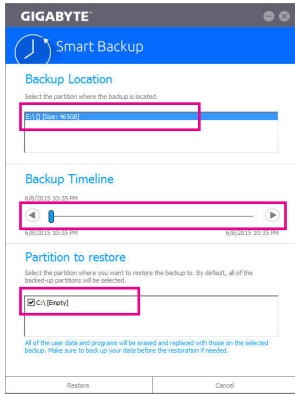 GIGABYTE™
Smart Backup
Backup Location
Select the partition where the backup is located.
E:\ [] [Size: 465GB]
Backup Timeline
6/8/2015 10:35 PM
6/8/2015 10:35 PM 6/8/2015 10:35 PM
Partition to restore
Select the partition where you want to restore the backup to. By default, all of the
backed-up partitions will be selected.
C:\ [Empty]
All of the user data and programs will be erased and replaced with those on the selected
backup. Make sure to back up your data before the restoration if needed.
Restore Cancel